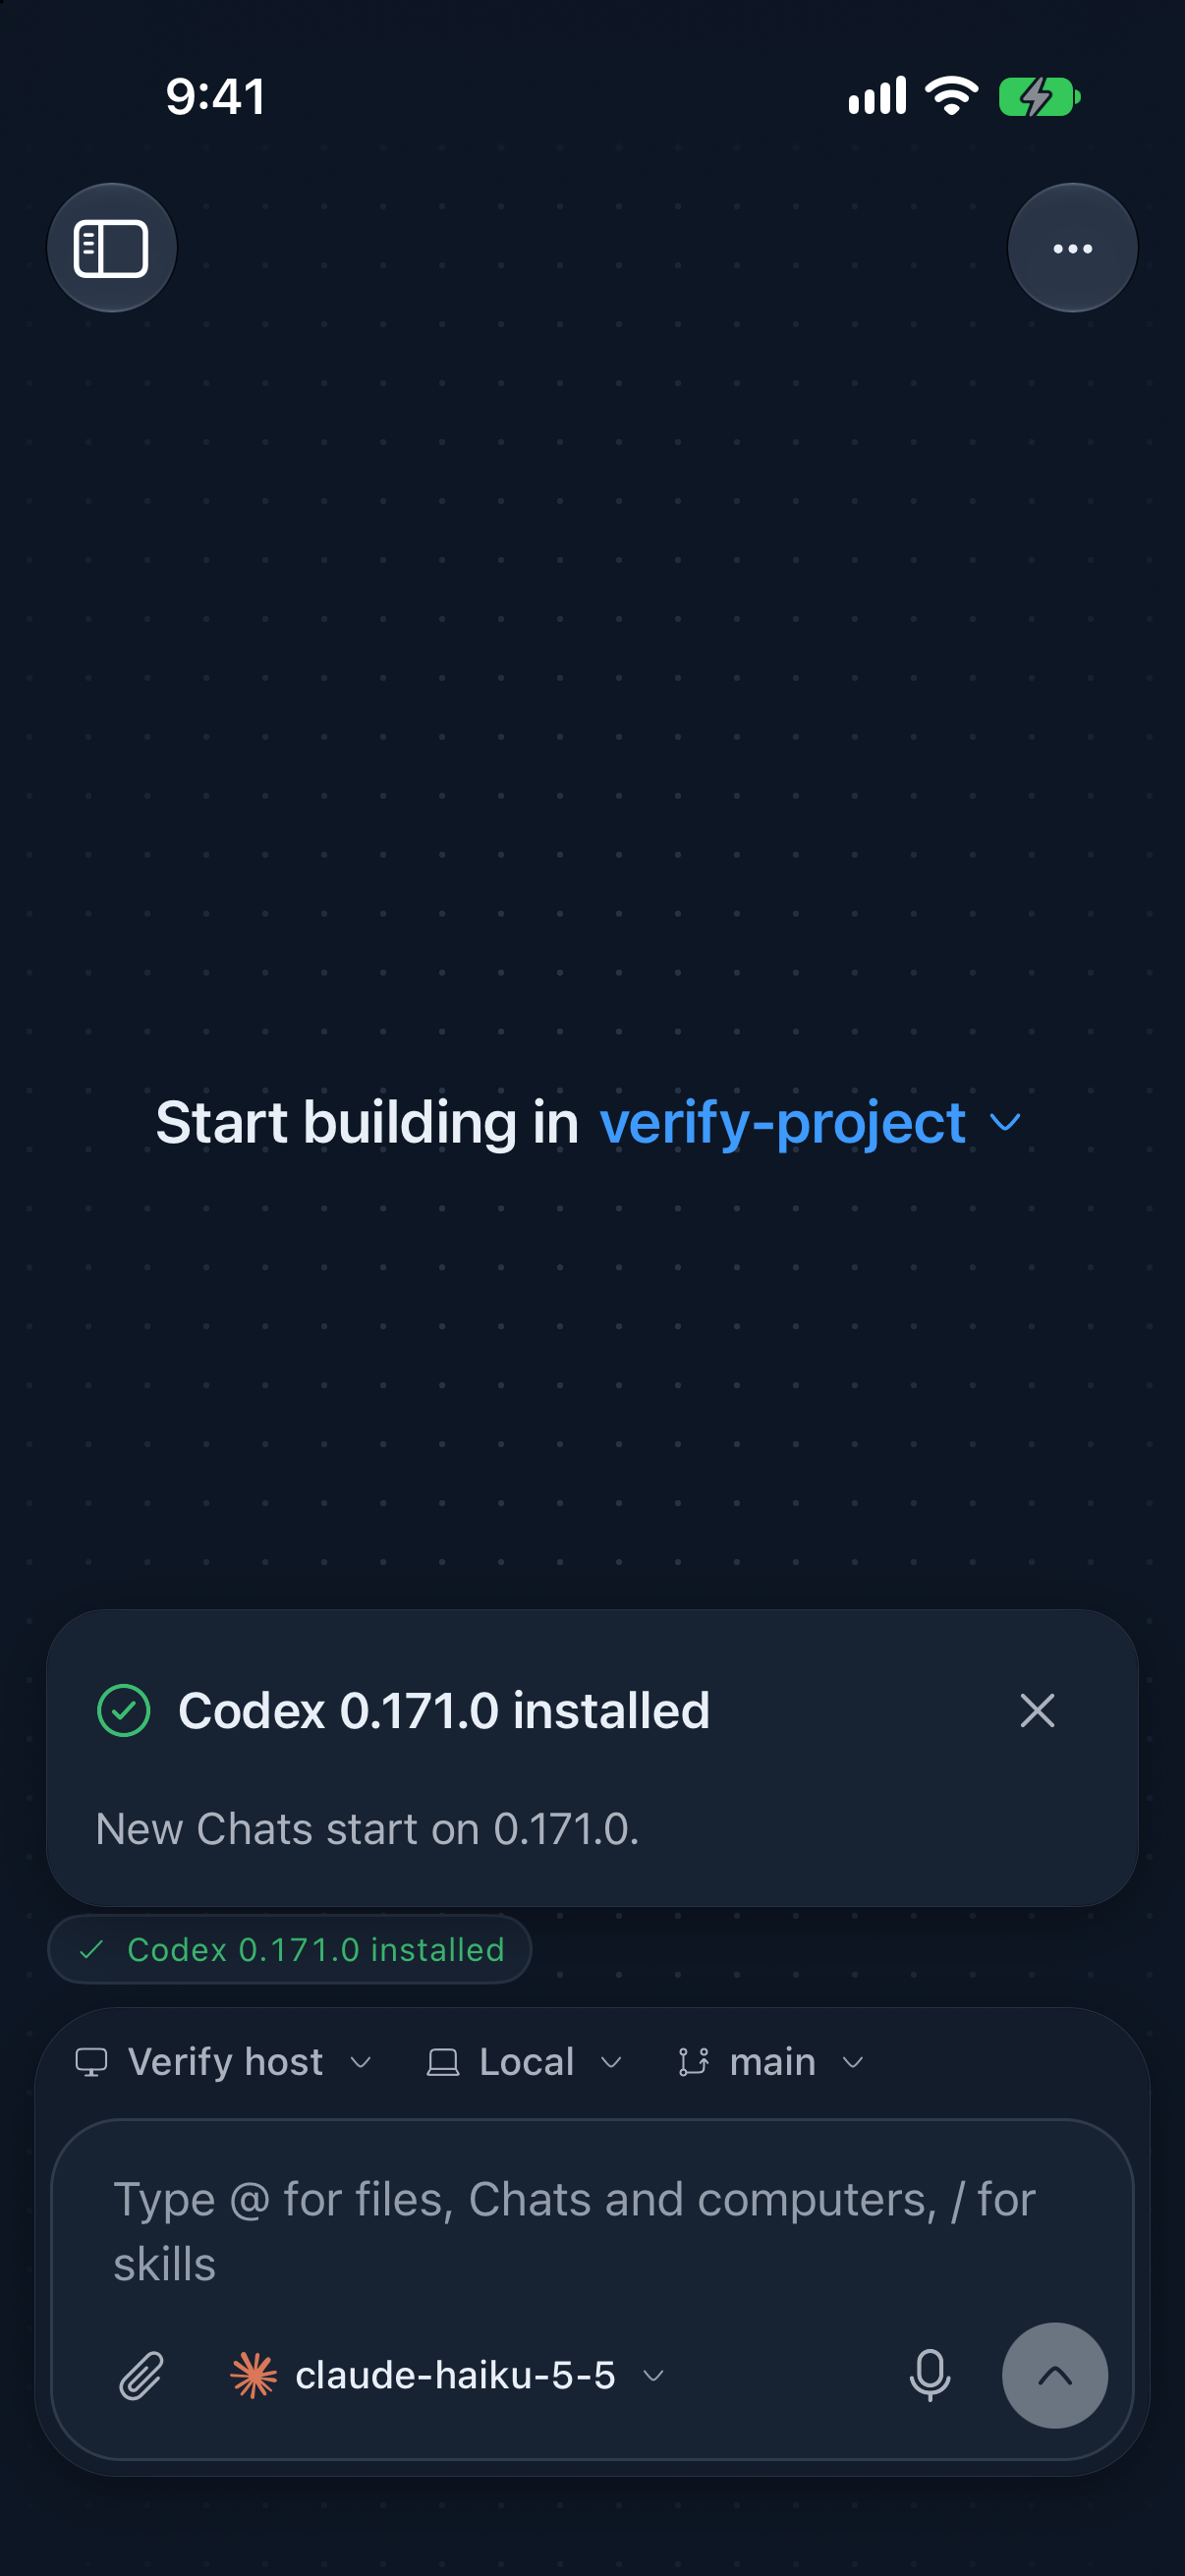 9:41
Start building in verify-project
Codex 0.171.0 installed
New Chats start on 0.171.0.
Codex 0.171.0 installed
Verify host Local main
Type @ for files, Chats and computers, / for
skills
claude-haiku-5-5